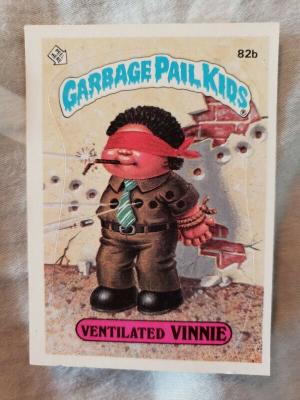 82b
GARBAGE PAIL KIDS
VENTILATED VINNIE